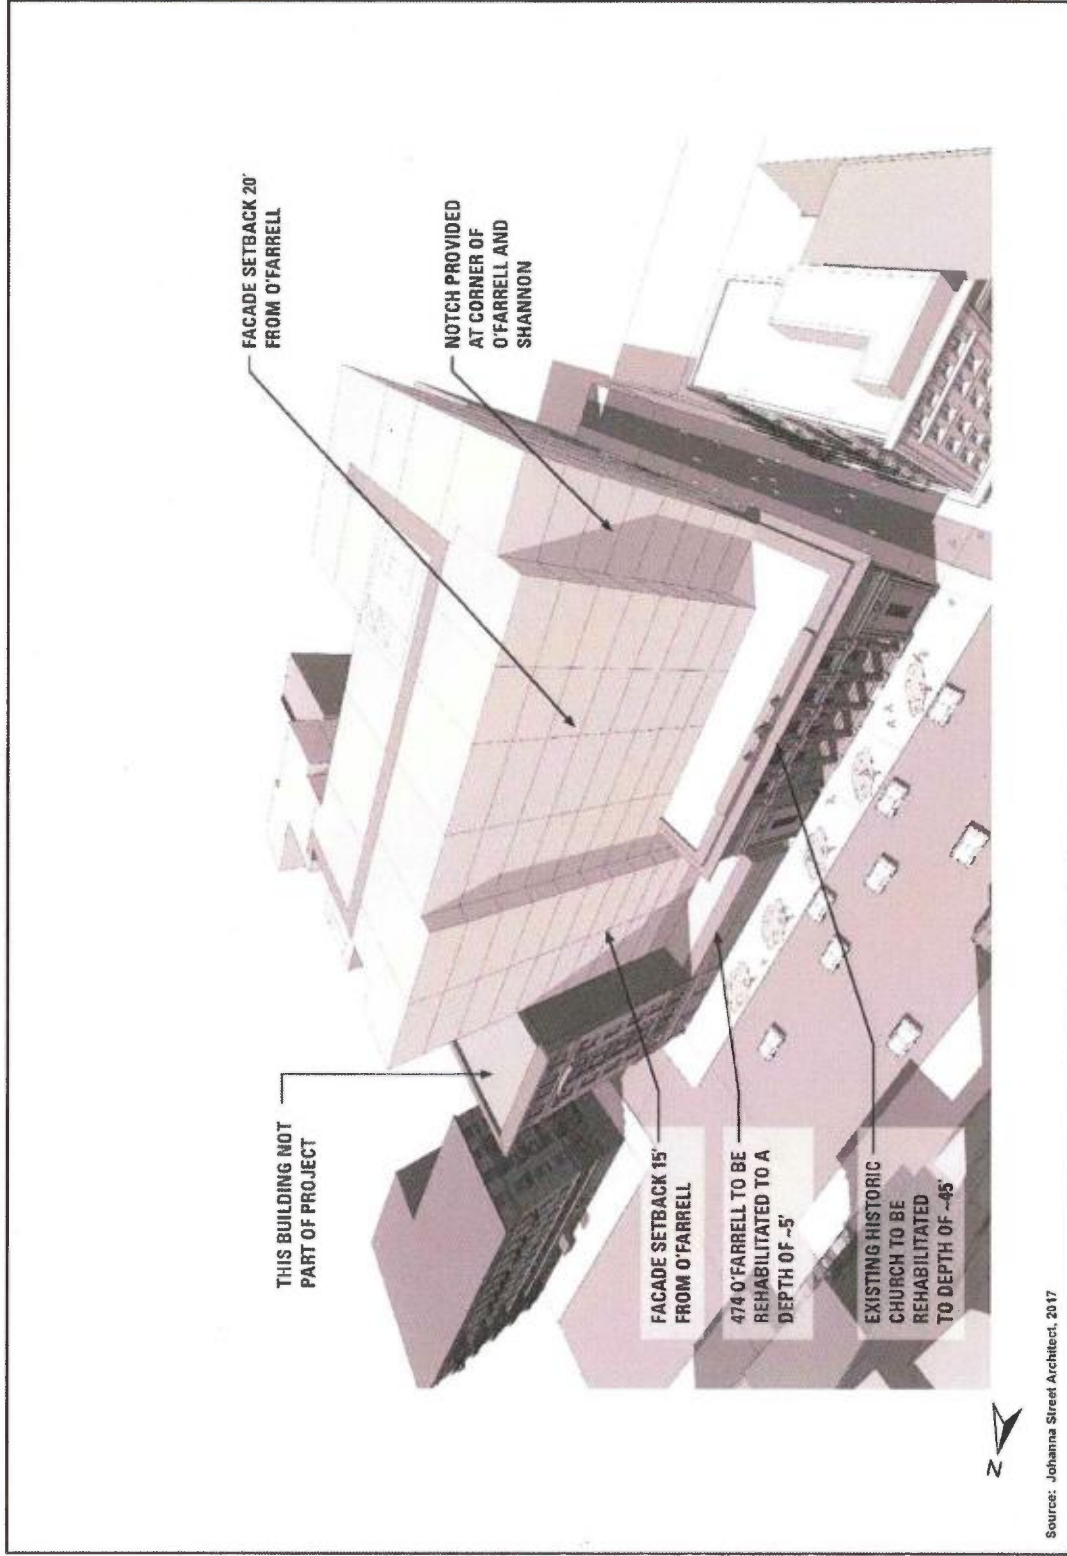 FACADE SETBACK 20'
FROM O'FARRELL
NOTCH PROVIDED
AT CORNER OF
O'FARRELL AND
SHANNON
THIS BUILDING NOT
PART OF PROJECT
FACADE SETBACK 15'
FROM O'FARRELL
474 O'FARRELL TO BE
REHABILITATED TO A
DEPTH OF ~5'
EXISTING HISTORIC
CHURCH TO BE
REHABILITATED
TO DEPTH OF ~45'
N
Source: Johanna Street Architect, 2017